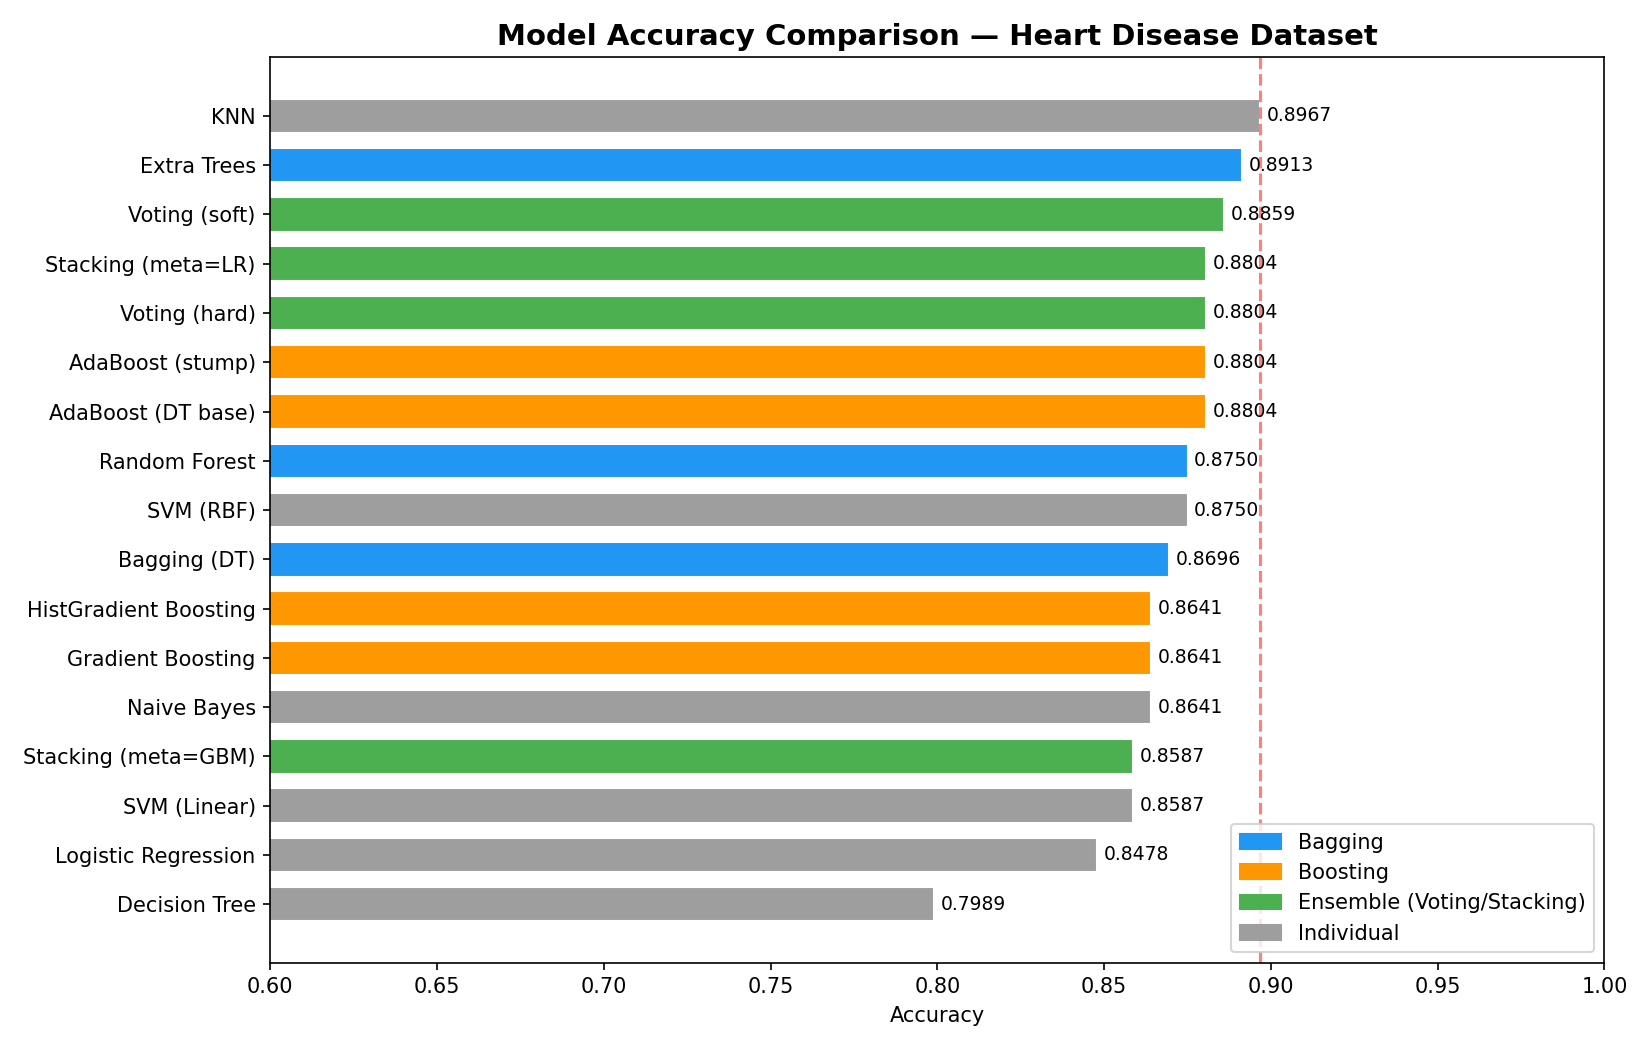 Model Accuracy Comparison — Heart Disease Dataset
KNN 0.8967
Extra Trees 0.8913
Voting (soft) 0.8859
Stacking (meta=LR) 0.8804
Voting (hard) 0.8804
AdaBoost (stump) 0.8804
AdaBoost (DT base) 0.8804
Random Forest 0.8750
SVM (RBF) 0.8750
Bagging (DT) 0.8696
HistGradient Boosting 0.8641
Gradient Boosting 0.8641
Naive Bayes 0.8641
Stacking (meta=GBM) 0.8587
SVM (Linear) 0.8587
Logistic Regression 0.8478
Decision Tree 0.7989
Bagging
Boosting
Ensemble (Voting/Stacking)
Individual
0.60 0.65 0.70 0.75 0.80 0.85 0.90 0.95 1.00
Accuracy